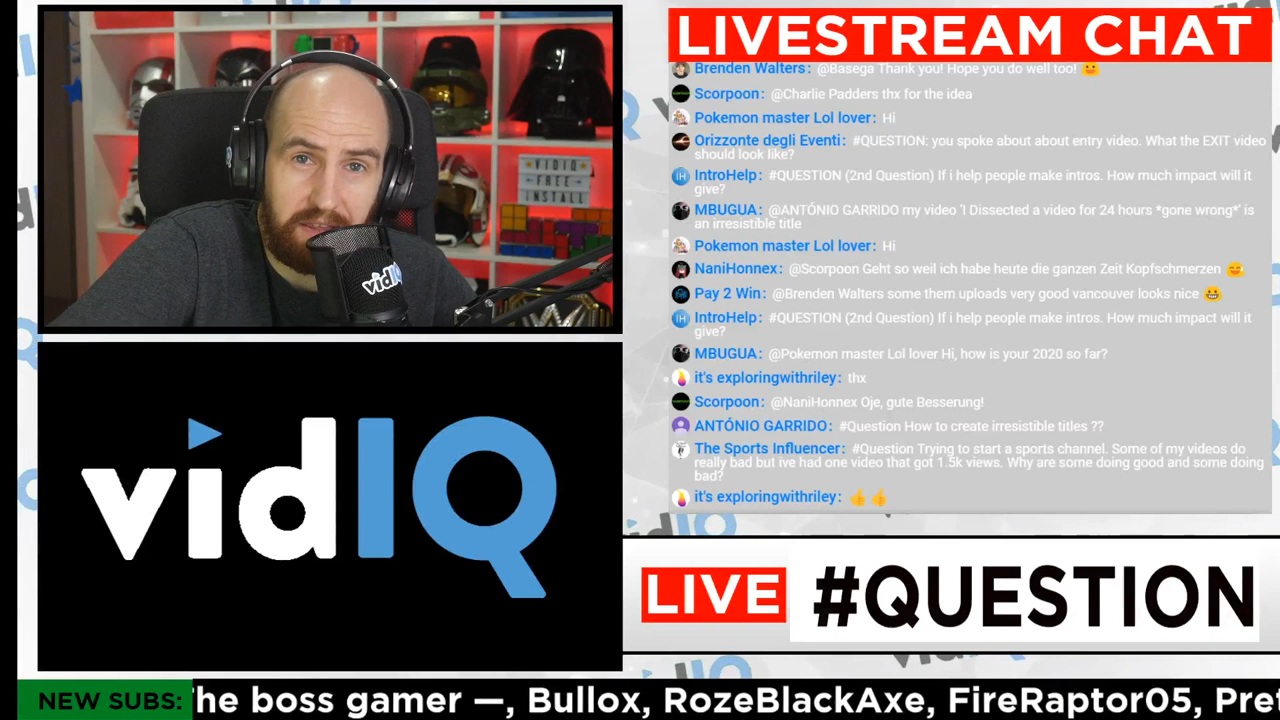 VIDIQ
FREE
INSTALL
vidIQ
vidIQ
LIVESTREAM CHAT
Brenden Walters: @Basega Thank you! Hope you do well too! 🙂
Scorpoon: @Charlie Padders thx for the idea
Pokemon master Lol lover: Hi
Orizzonte degli Eventi: #QUESTION: you spoke about about entry video. What the EXIT video
should look like?
IntroHelp: #QUESTION (2nd Question) If i help people make intros. How much impact will it
give?
MBUGUA: @ANTÓNIO GARRIDO my video 'I Dissected a video for 24 hours *gone wrong*' is
an irresistible title
Pokemon master Lol lover: Hi
NaniHonnex: @Scorpoon Geht so weil ich habe heute die ganzen Zeit Kopfschmerzen 😅
Pay 2 Win: @Brenden Walters some them uploads very good vancouver looks nice 😬
IntroHelp: #QUESTION (2nd Question) If i help people make intros. How much impact will it
give?
MBUGUA: @Pokemon master Lol lover Hi, how is your 2020 so far?
it's exploringwithriley: thx
Scorpoon: @NaniHonnex Oje, gute Besserung!
ANTÓNIO GARRIDO: #Question How to create irresistible titles ??
The Sports Influencer: #Question Trying to start a sports channel. Some of my videos do
really bad but ive had one video that got 1.5k views. Why are some doing good and some doing
bad?
it's exploringwithriley: 👍👍
LIVE #QUESTION
NEW SUBS: The boss gamer —, Bullox, RozeBlackAxe, FireRaptor05, Pre